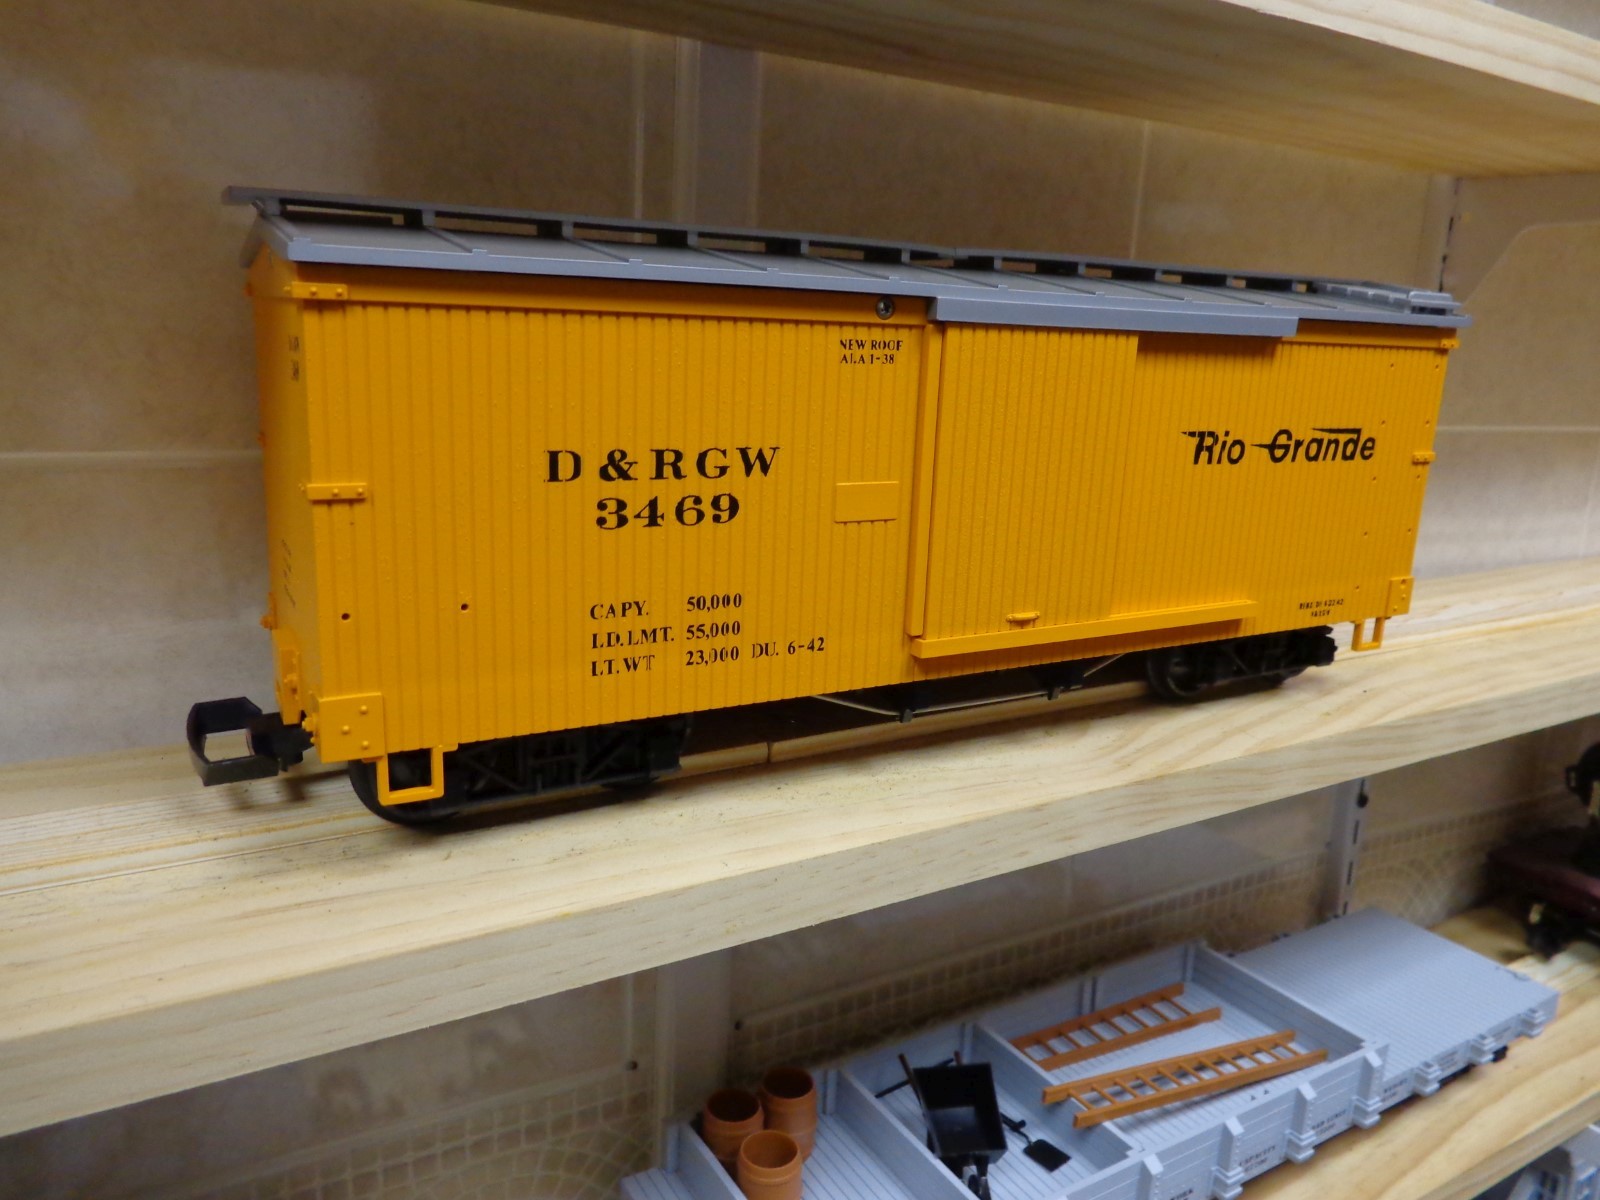 NEW ROOF
ALA 1-38
D & RGW
3469
Rio Grande
CAPY. 50,000
LD. LMT. 55,000
LT. WT 23,000 DU. 6-42